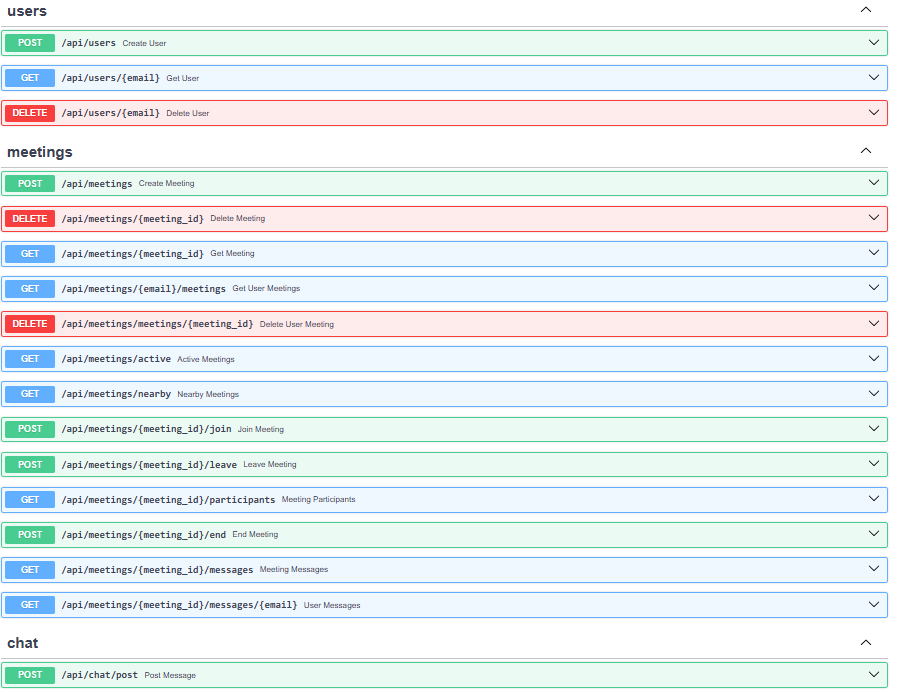 users
POST /api/users Create User
GET /api/users/{email} Get User
DELETE /api/users/{email} Delete User
meetings
POST /api/meetings Create Meeting
DELETE /api/meetings/{meeting_id} Delete Meeting
GET /api/meetings/{meeting_id} Get Meeting
GET /api/meetings/{email}/meetings Get User Meetings
DELETE /api/meetings/meetings/{meeting_id} Delete User Meeting
GET /api/meetings/active Active Meetings
GET /api/meetings/nearby Nearby Meetings
POST /api/meetings/{meeting_id}/join Join Meeting
POST /api/meetings/{meeting_id}/leave Leave Meeting
GET /api/meetings/{meeting_id}/participants Meeting Participants
POST /api/meetings/{meeting_id}/end End Meeting
GET /api/meetings/{meeting_id}/messages Meeting Messages
GET /api/meetings/{meeting_id}/messages/{email} User Messages
chat
POST /api/chat/post Post Message